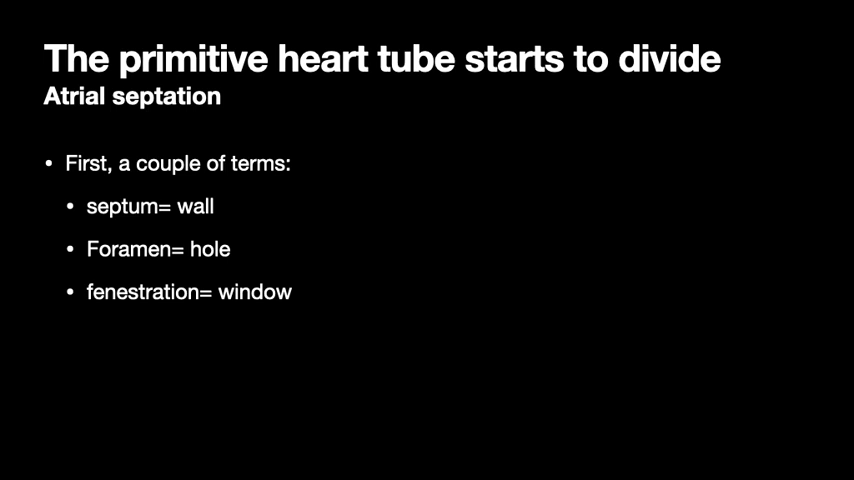 The primitive heart tube starts to divide
Atrial septation
• First, a couple of terms:
• septum= wall
• Foramen= hole
• fenestration= window